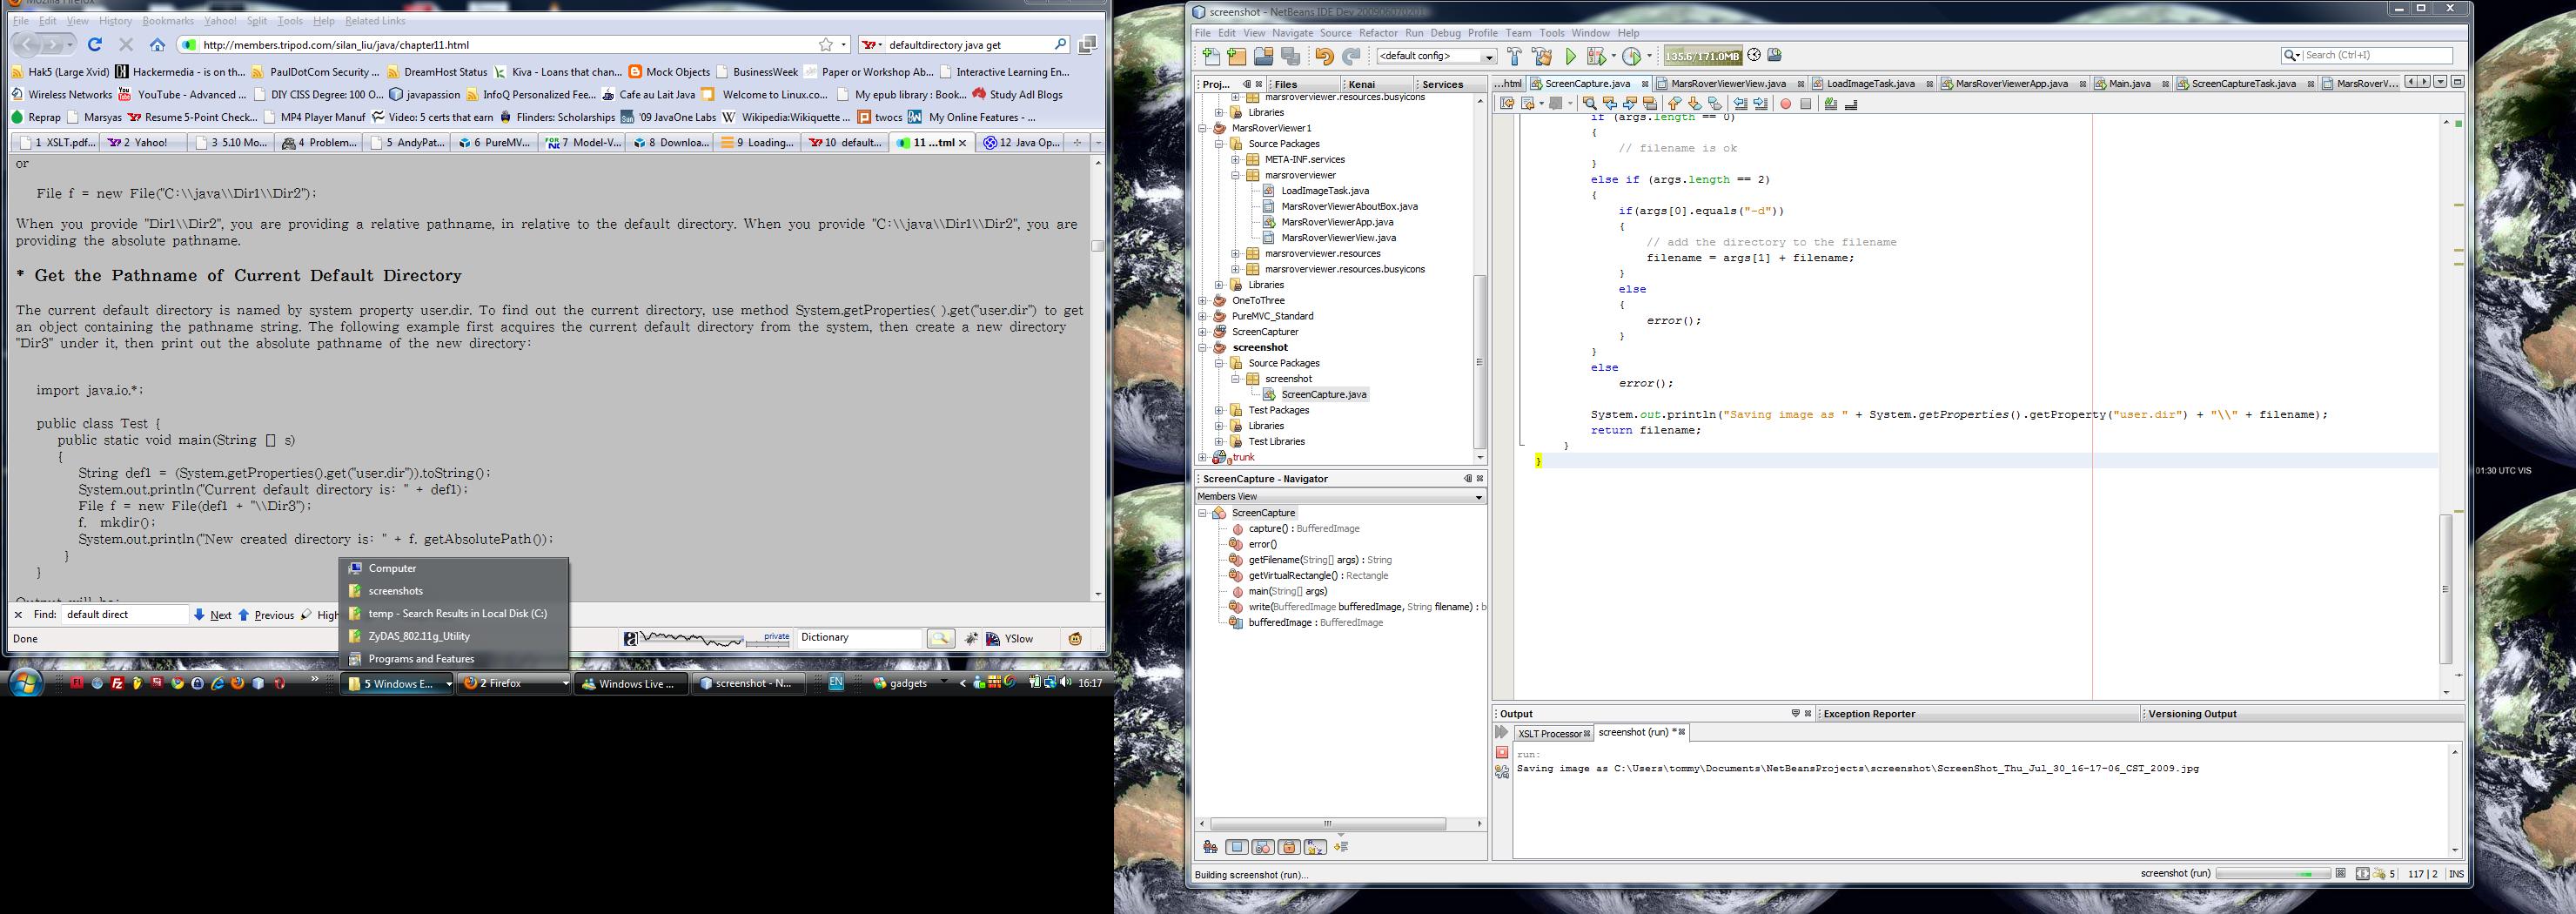 Mozilla Firefox
File Edit View History Bookmarks Yahoo! Split Tools Help Related Links
http://members.tripod.com/silan_liu/java/chapter11.html
defaultdirectory java get
Hak5 (Large Xvid) Hackermedia - is on th... PaulDotCom Security ... DreamHost Status Kiva - Loans that chan... Mock Objects BusinessWeek Paper or Workshop Ab... Interactive Learning En...
Wireless Networks YouTube - Advanced ... DIY CISS Degree: 100 O... javapassion InfoQ Personalized Fee... Cafe au Lait Java Welcome to Linux.co... My epub library : Book... Study AdI Blogs
Reprap Marsyas Resume 5-Point Check... MP4 Player Manuf Video: 5 certs that earn Flinders: Scholarships '09 JavaOne Labs Wikipedia:Wikiquette ... twocs My Online Features - ...
1 XSLT.pdf... 2 Yahoo! 3 5.10 Mo... 4 Problem... 5 AndyPat... 6 PureMV... 7 Model-V... 8 Downloa... 9 Loading... 10 default... 11 ...tml 12 Java Op...
or
File f = new File("C:\\java\\Dir1\\Dir2");
When you provide "Dir1\\Dir2", you are providing a relative pathname, in relative to the default directory. When you provide "C:\\java\\Dir1\\Dir2", you are
providing the absolute pathname.
* Get the Pathname of Current Default Directory
The current default directory is named by system property user.dir. To find out the current directory, use method System.getProperties( ).get("user.dir") to get
an object containing the pathname string. The following example first acquires the current default directory from the system, then create a new directory
"Dir3" under it, then print out the absolute pathname of the new directory:
import java.io.*;
public class Test {
public static void main(String [] s)
{
String def1 = (System.getProperties().get("user.dir")).toString();
System.out.println("Current default directory is: " + def1);
File f = new File(def1 + "\\Dir3");
f. mkdir();
System.out.println("New created directory is: " + f. getAbsolutePath());
}
}
Computer
screenshots
temp - Search Results in Local Disk (C:)
ZyDAS_802.11g_Utility
Programs and Features
Find: default direct Next Previous High
Done
private Dictionary YSlow
5 Windows E... 2 Firefox Windows Live ... screenshot - N... EN gadgets 16:17
screenshot - NetBeans IDE Dev 200906070201
File Edit View Navigate Source Refactor Run Debug Profile Team Tools Window Help
<default config> 135.6/171.0MB Search (Ctrl+I)
Proj... Files Kenai Services
marsroverviewer.resources.busyicons
Libraries
MarsRoverViewer1
Source Packages
META-INF.services
marsroverviewer
LoadImageTask.java
MarsRoverViewerAboutBox.java
MarsRoverViewerApp.java
MarsRoverViewerView.java
marsroverviewer.resources
marsroverviewer.resources.busyicons
Libraries
OneToThree
PureMVC_Standard
ScreenCapturer
screenshot
Source Packages
screenshot
ScreenCapture.java
Test Packages
Libraries
Test Libraries
trunk
ScreenCapture - Navigator
Members View
ScreenCapture
capture() : BufferedImage
error()
getFilename(String[] args) : String
getVirtualRectangle() : Rectangle
main(String[] args)
write(BufferedImage bufferedImage, String filename) : b
bufferedImage : BufferedImage
...html ScreenCapture.java MarsRoverViewerView.java LoadImageTask.java MarsRoverViewerApp.java Main.java ScreenCaptureTask.java MarsRoverV...
if (args.length == 0)
{
// filename is ok
}
else if (args.length == 2)
{
if(args[0].equals("-d"))
{
// add the directory to the filename
filename = args[1] + filename;
}
else
{
error();
}
}
else
error();
System.out.println("Saving image as " + System.getProperties().getProperty("user.dir") + "\\" + filename);
return filename;
}
}
Output Exception Reporter Versioning Output
XSLT Processor screenshot (run) *
run:
Saving image as C:\Users\tommy\Documents\NetBeansProjects\screenshot\ScreenShot_Thu_Jul_30_16-17-06_CST_2009.jpg
Building screenshot (run)...
screenshot (run) 5 117 | 2 INS
01:30 UTC VIS